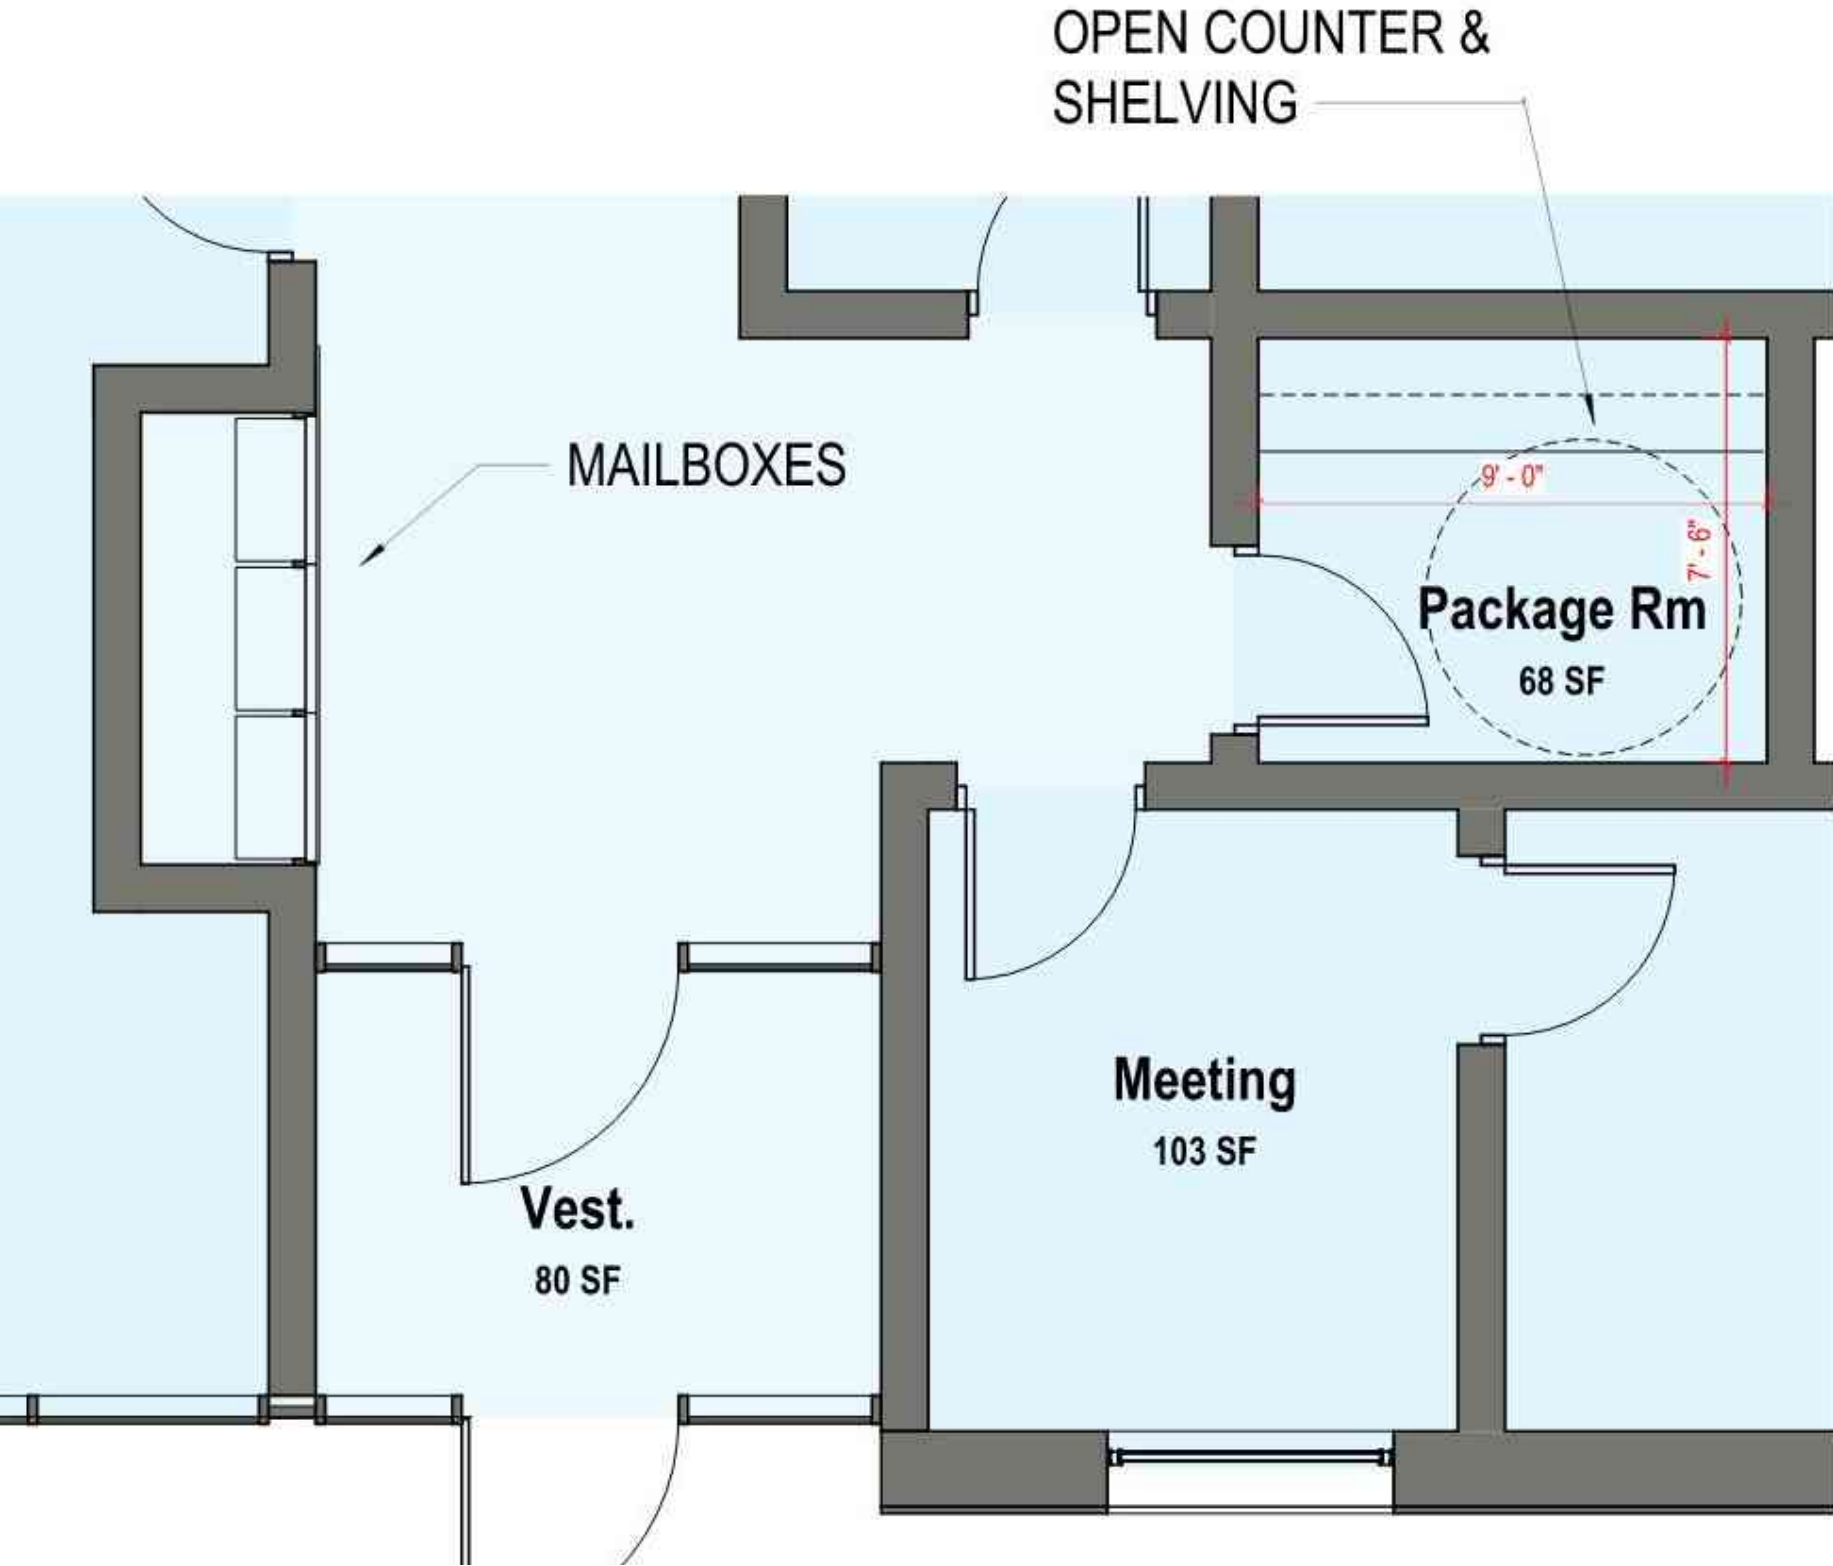 OPEN COUNTER &
SHELVING
MAILBOXES
9' - 0"
7' - 6"
Package Rm
68 SF
Meeting
103 SF
Vest.
80 SF